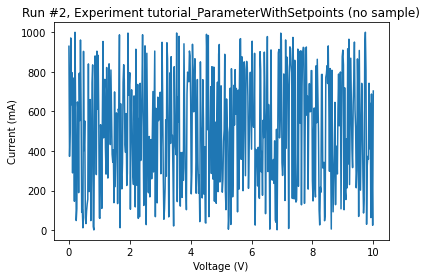 Run #2, Experiment tutorial_ParameterWithSetpoints (no sample)
1000
800
600
400
200
0
Current (mA)
0 2 4 6 8 10
Voltage (V)